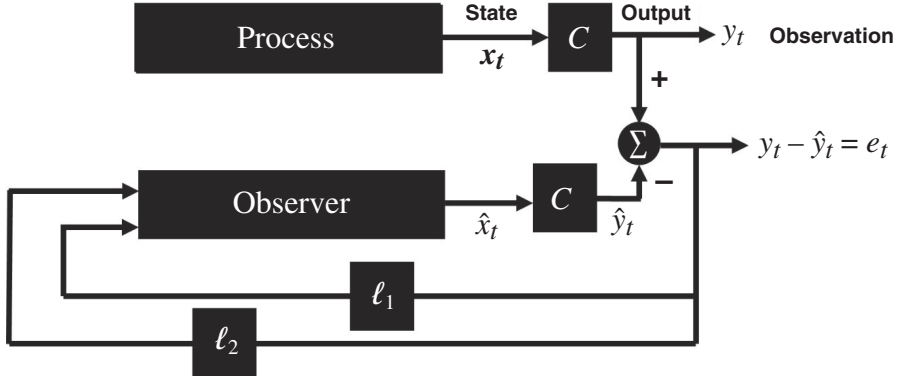 Process
State
x_t
C
Output
y_t
Observation
+
Σ
y_t − ŷ_t = e_t
−
Observer
x̂_t
C
ŷ_t
ℓ_1
ℓ_2